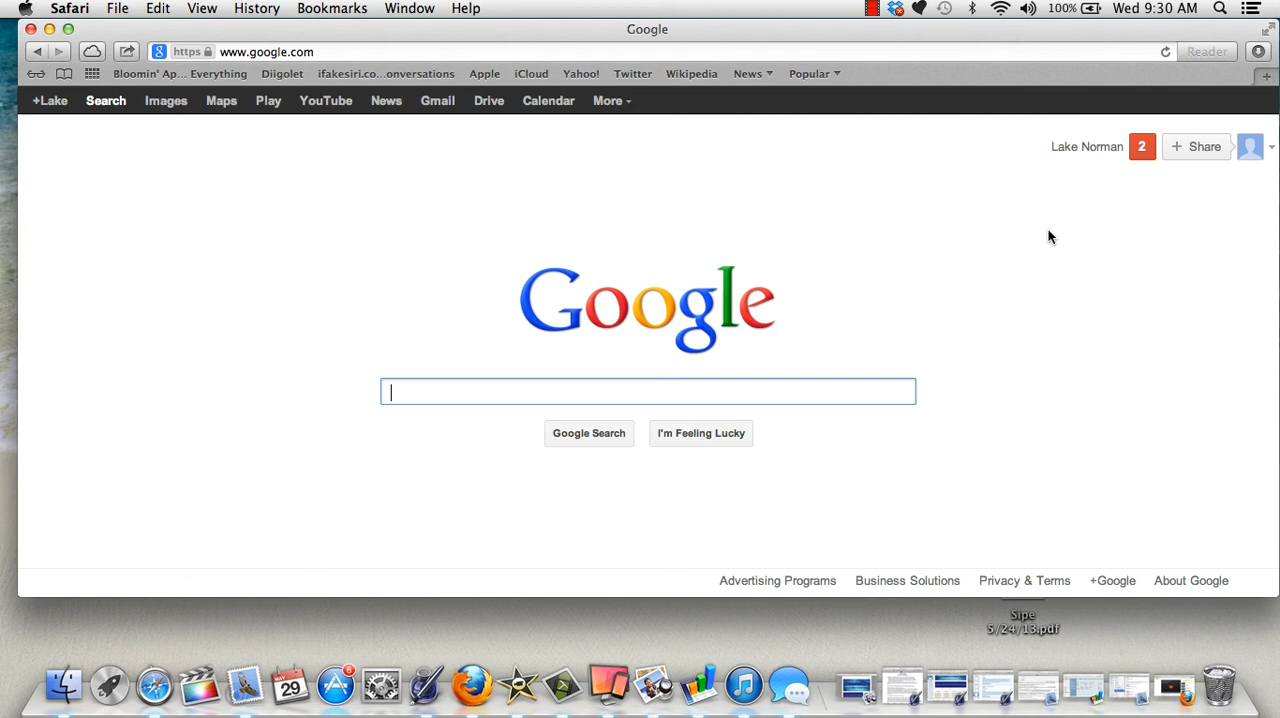 Safari File Edit View History Bookmarks Window Help 100% Wed 9:30 AM
Google
https www.google.com Reader
Bloomin' Ap... Everything Diigolet ifakesiri.co...onversations Apple iCloud Yahoo! Twitter Wikipedia News Popular
+Lake Search Images Maps Play YouTube News Gmail Drive Calendar More
Lake Norman 2 + Share
Google
Google Search I'm Feeling Lucky
Advertising Programs Business Solutions Privacy & Terms +Google About Google
Sipe
5/24/13.pdf
29
6